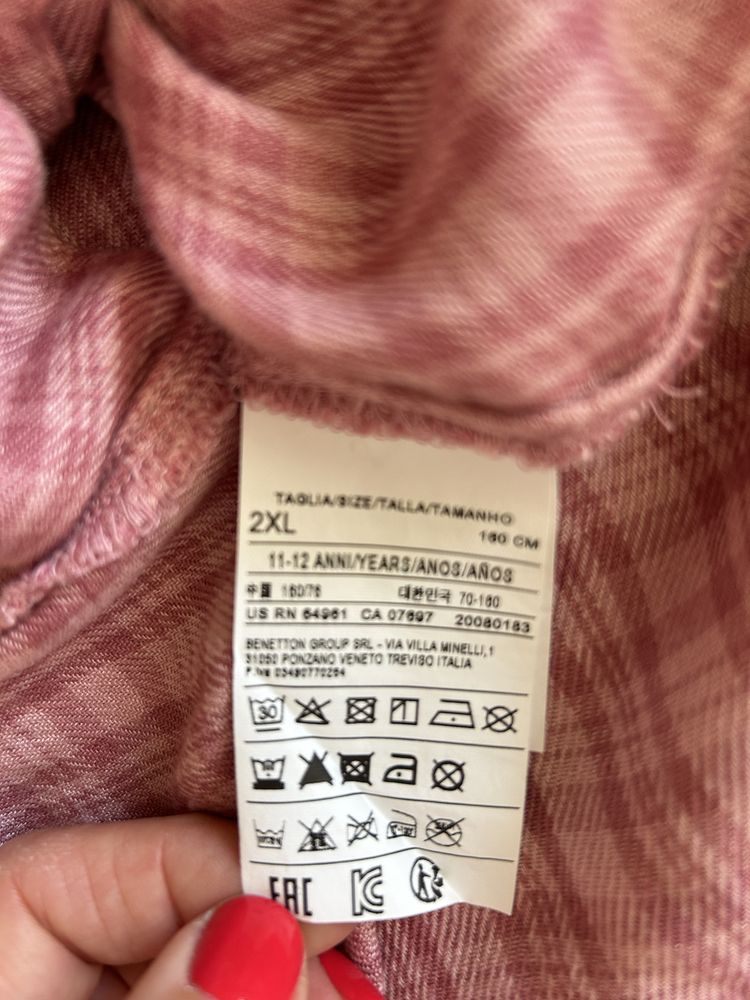 TAGLIA/SIZE/TALLA/TAMANHO
2XL 160 CM
11-12 ANNI/YEARS/ANOS/AÑOS
中国 160/76 대한민국 70-160
US RN 64961 CA 07697 20080183
BENETTON GROUP SRL - VIA VILLA MINELLI,1
31050 PONZANO VENETO TREVISO ITALIA
P.IVA 03490770264
30
EAC